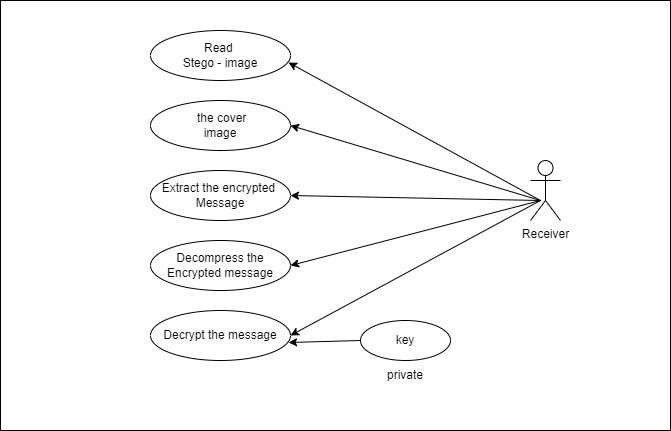 Read
Stego - image
the cover
image
Extract the encrypted
Message
Receiver
Decompress the
Encrypted message
Decrypt the message
key
private